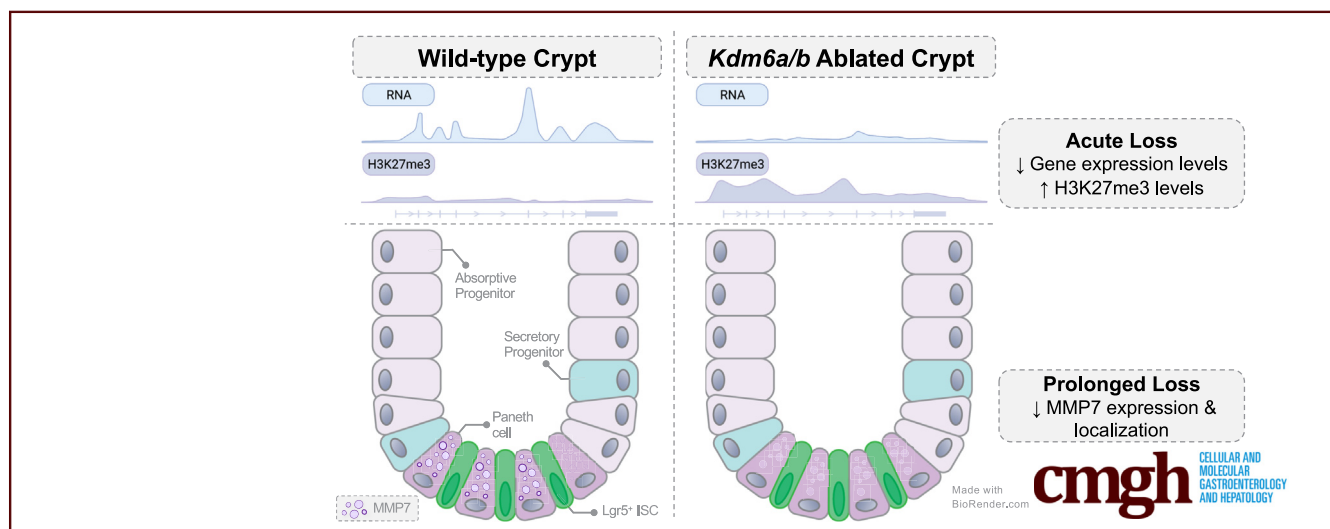 Wild-type Crypt
Kdm6a/b Ablated Crypt
RNA
RNA
H3K27me3
H3K27me3
Acute Loss
↓ Gene expression levels
↑ H3K27me3 levels
Absorptive
Progenitor
Secretory
Progenitor
Paneth
cell
MMP7
Lgr5⁺ ISC
Prolonged Loss
↓ MMP7 expression &
localization
Made with
BioRender.com
cmgh
CELLULAR AND
MOLECULAR
GASTROENTEROLOGY
AND HEPATOLOGY